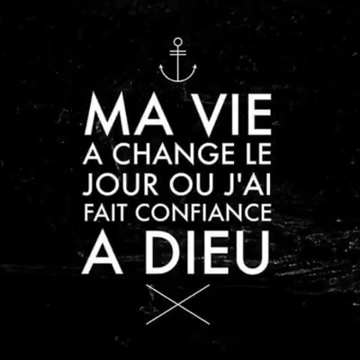 MA VIE
A CHANGE LE
JOUR OU J'AI
FAIT CONFIANCE
A DIEU